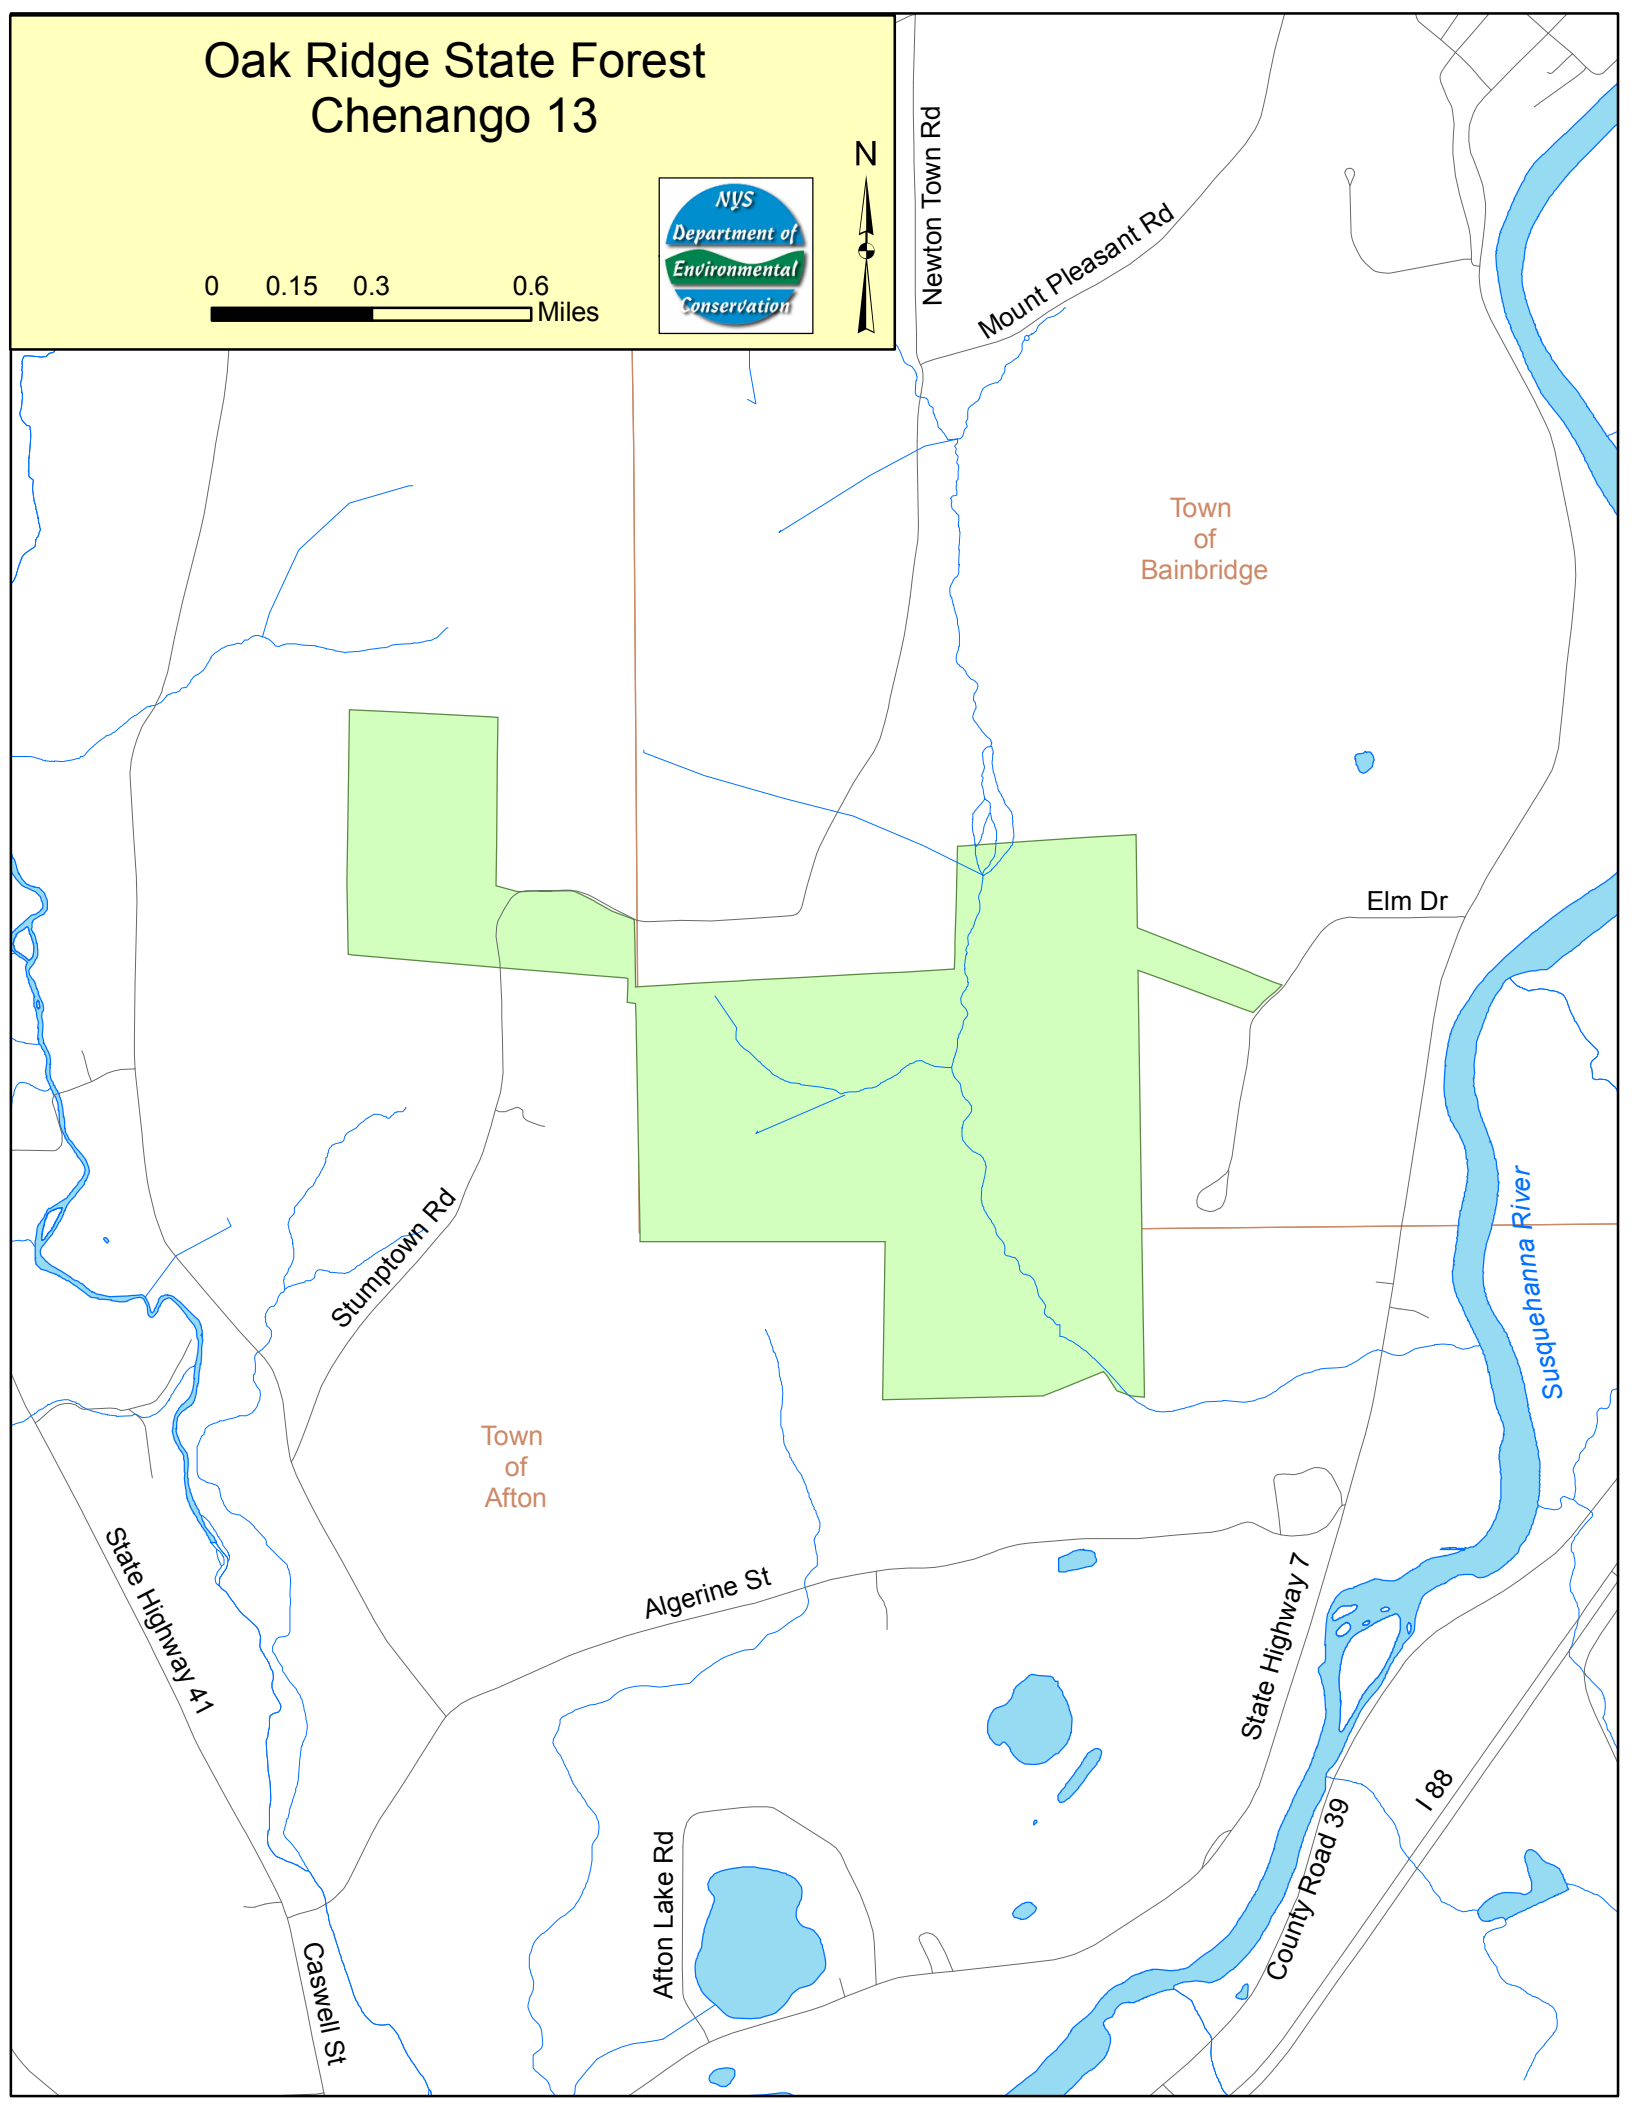 Oak Ridge State Forest
Chenango 13
N
NYS
Department of
Environmental
Conservation
0 0.15 0.3 0.6
Miles
Newton Town Rd
Mount Pleasant Rd
Town
of
Bainbridge
Elm Dr
Susquehanna River
Stumptown Rd
Town
of
Afton
State Highway 41
Algerine St
State Highway 7
I 88
County Road 39
Afton Lake Rd
Caswell St